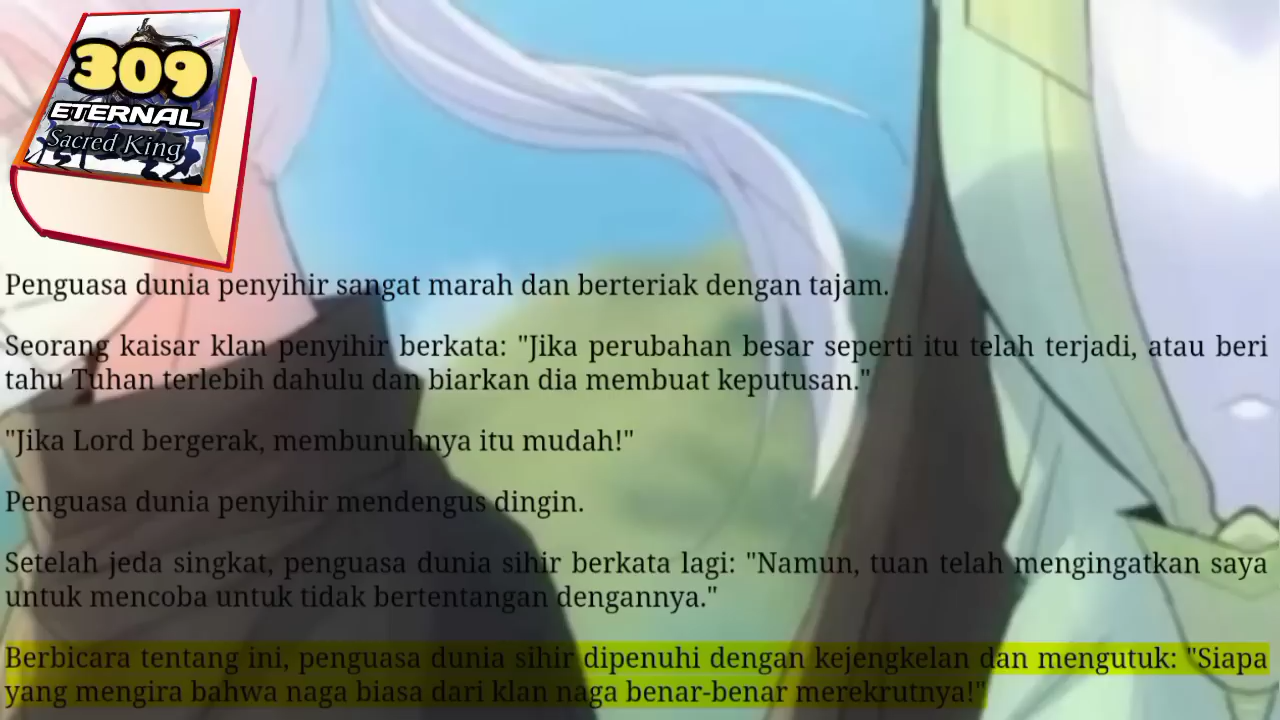 309
ETERNAL
Sacred King
Penguasa dunia penyihir sangat marah dan berteriak dengan tajam.
Seorang kaisar klan penyihir berkata: "Jika perubahan besar seperti itu telah terjadi, atau beri
tahu Tuhan terlebih dahulu dan biarkan dia membuat keputusan."
"Jika Lord bergerak, membunuhnya itu mudah!"
Penguasa dunia penyihir mendengus dingin.
Setelah jeda singkat, penguasa dunia sihir berkata lagi: "Namun, tuan telah mengingatkan saya
untuk mencoba untuk tidak bertentangan dengannya."
Berbicara tentang ini, penguasa dunia sihir dipenuhi dengan kejengkelan dan mengutuk: "Siapa
yang mengira bahwa naga biasa dari klan naga benar-benar merekrutnya!"